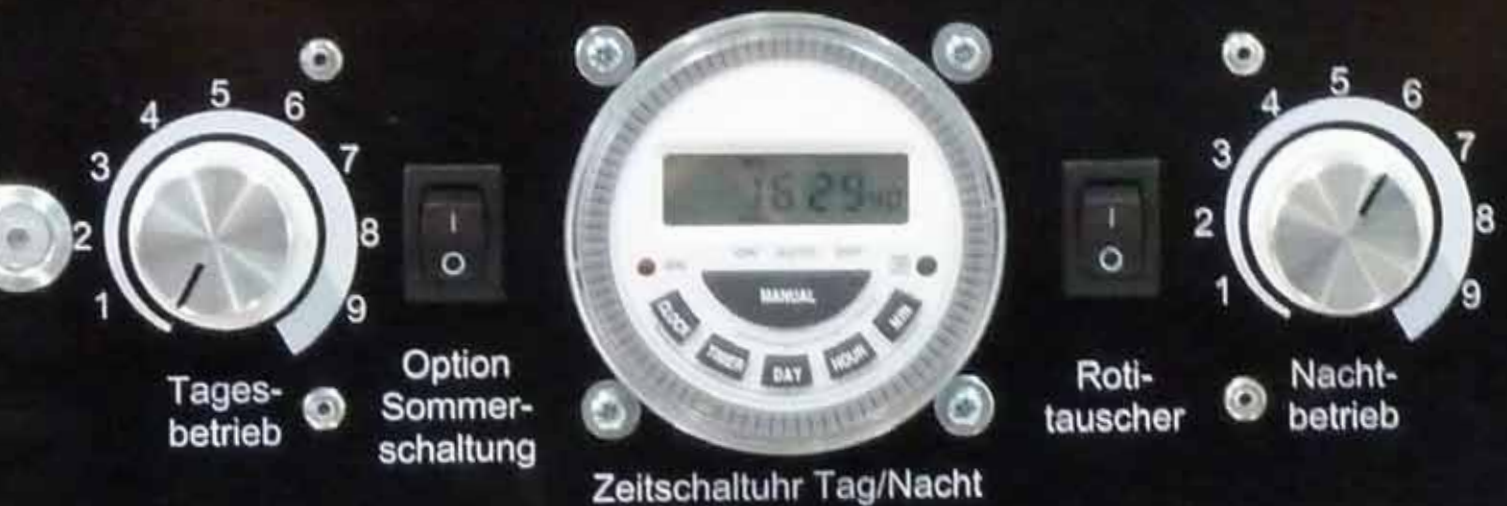 1
2
3
4
5
6
7
8
9
Tages-
betrieb
I
O
Option
Sommer-
schaltung
16:29 40
MANUAL
CLOCK
TIMER
DAY
HOUR
MIN
Zeitschaltuhr Tag/Nacht
I
O
Roti-
tauscher
1
2
3
4
5
6
7
8
9
Nacht-
betrieb